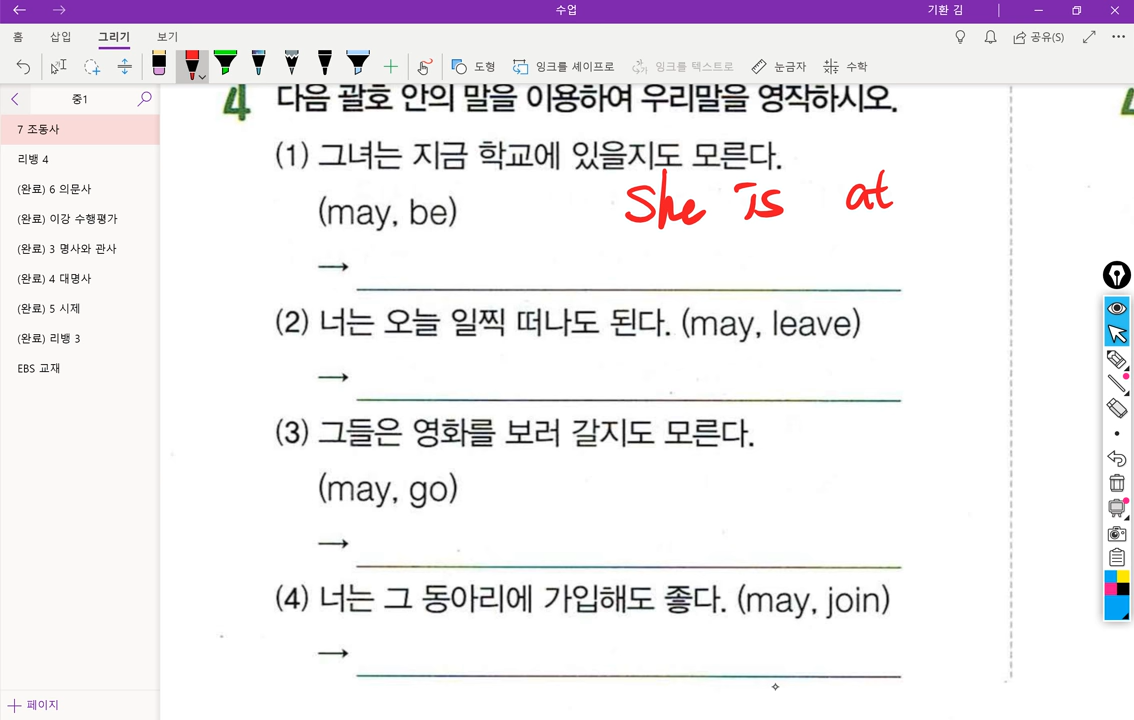 수업
기환 김
홈 삽입 그리기 보기
공유(S)
도형 잉크를 셰이프로 잉크를 텍스트로 눈금자 수학
중1
7 조동사
리뱅 4
(완료) 6 의문사
(완료) 이강 수행평가
(완료) 3 명사와 관사
(완료) 4 대명사
(완료) 5 시제
(완료) 리뱅 3
EBS 교재
페이지
4 다음 괄호 안의 말을 이용하여 우리말을 영작하시오.
(1) 그녀는 지금 학교에 있을지도 모른다.
She is at
(may, be)
→
(2) 너는 오늘 일찍 떠나도 된다. (may, leave)
→
(3) 그들은 영화를 보러 갈지도 모른다.
(may, go)
→
(4) 너는 그 동아리에 가입해도 좋다. (may, join)
→